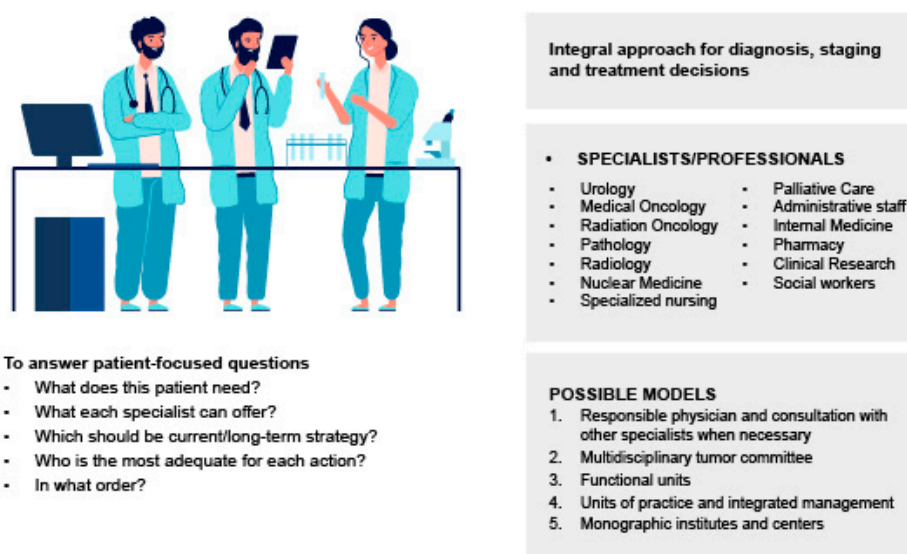 Integral approach for diagnosis, staging
and treatment decisions
• SPECIALISTS/PROFESSIONALS
- Urology
- Medical Oncology
- Radiation Oncology
- Pathology
- Radiology
- Nuclear Medicine
- Specialized nursing
- Palliative Care
- Administrative staff
- Internal Medicine
- Pharmacy
- Clinical Research
- Social workers
To answer patient-focused questions
- What does this patient need?
- What each specialist can offer?
- Which should be current/long-term strategy?
- Who is the most adequate for each action?
- In what order?
POSSIBLE MODELS
1. Responsible physician and consultation with
other specialists when necessary
2. Multidisciplinary tumor committee
3. Functional units
4. Units of practice and integrated management
5. Monographic institutes and centers